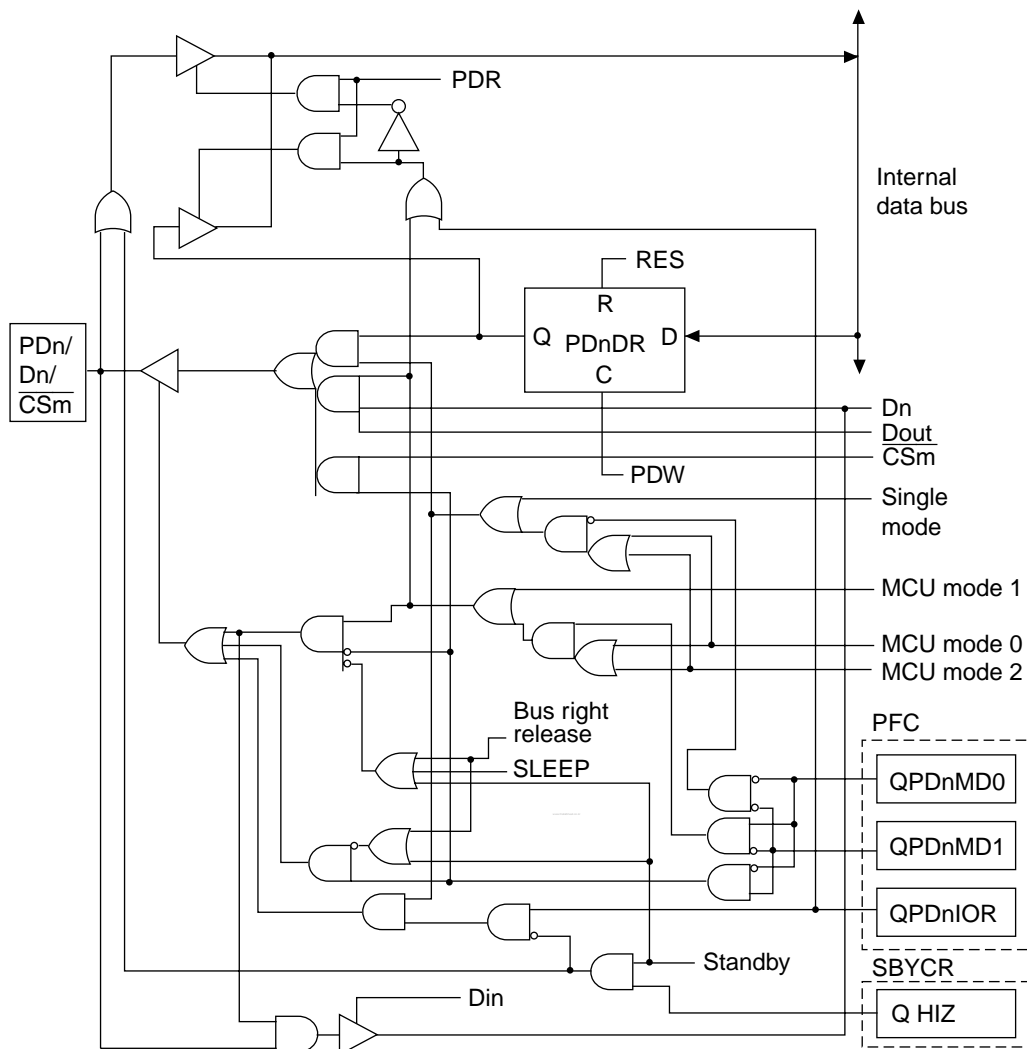 PDR
Internal
data bus
RES
R
Q PDnDR D
C
PDn/
Dn/
CSm
Dn
Dout
CSm
PDW
Single
mode
MCU mode 1
MCU mode 0
MCU mode 2
Bus right
release
PFC
SLEEP
QPDnMD0
QPDnMD1
QPDnIOR
Standby
SBYCR
Din
Q HIZ